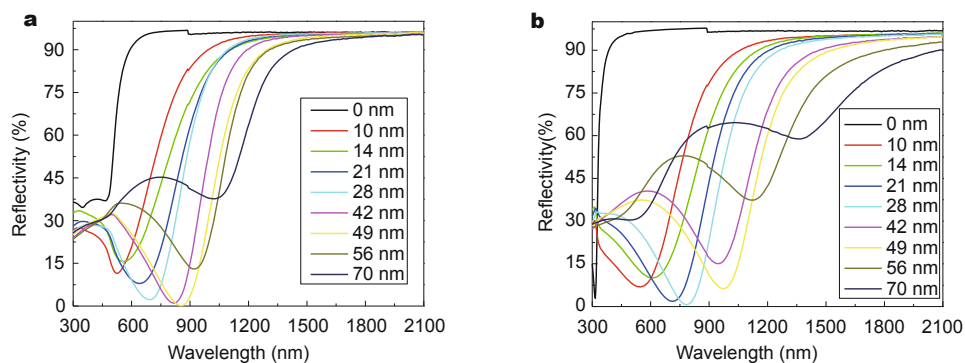 a
Reflectivity (%)
90
75
60
45
30
15
0
0 nm
10 nm
14 nm
21 nm
28 nm
42 nm
49 nm
56 nm
70 nm
300 600 900 1200 1500 1800 2100
Wavelength (nm)
b
Reflectivity(%)
90
75
60
45
30
15
0
0 nm
10 nm
14 nm
21 nm
28 nm
42 nm
49 nm
56 nm
70 nm
300 600 900 1200 1500 1800 2100
Wavelength (nm)